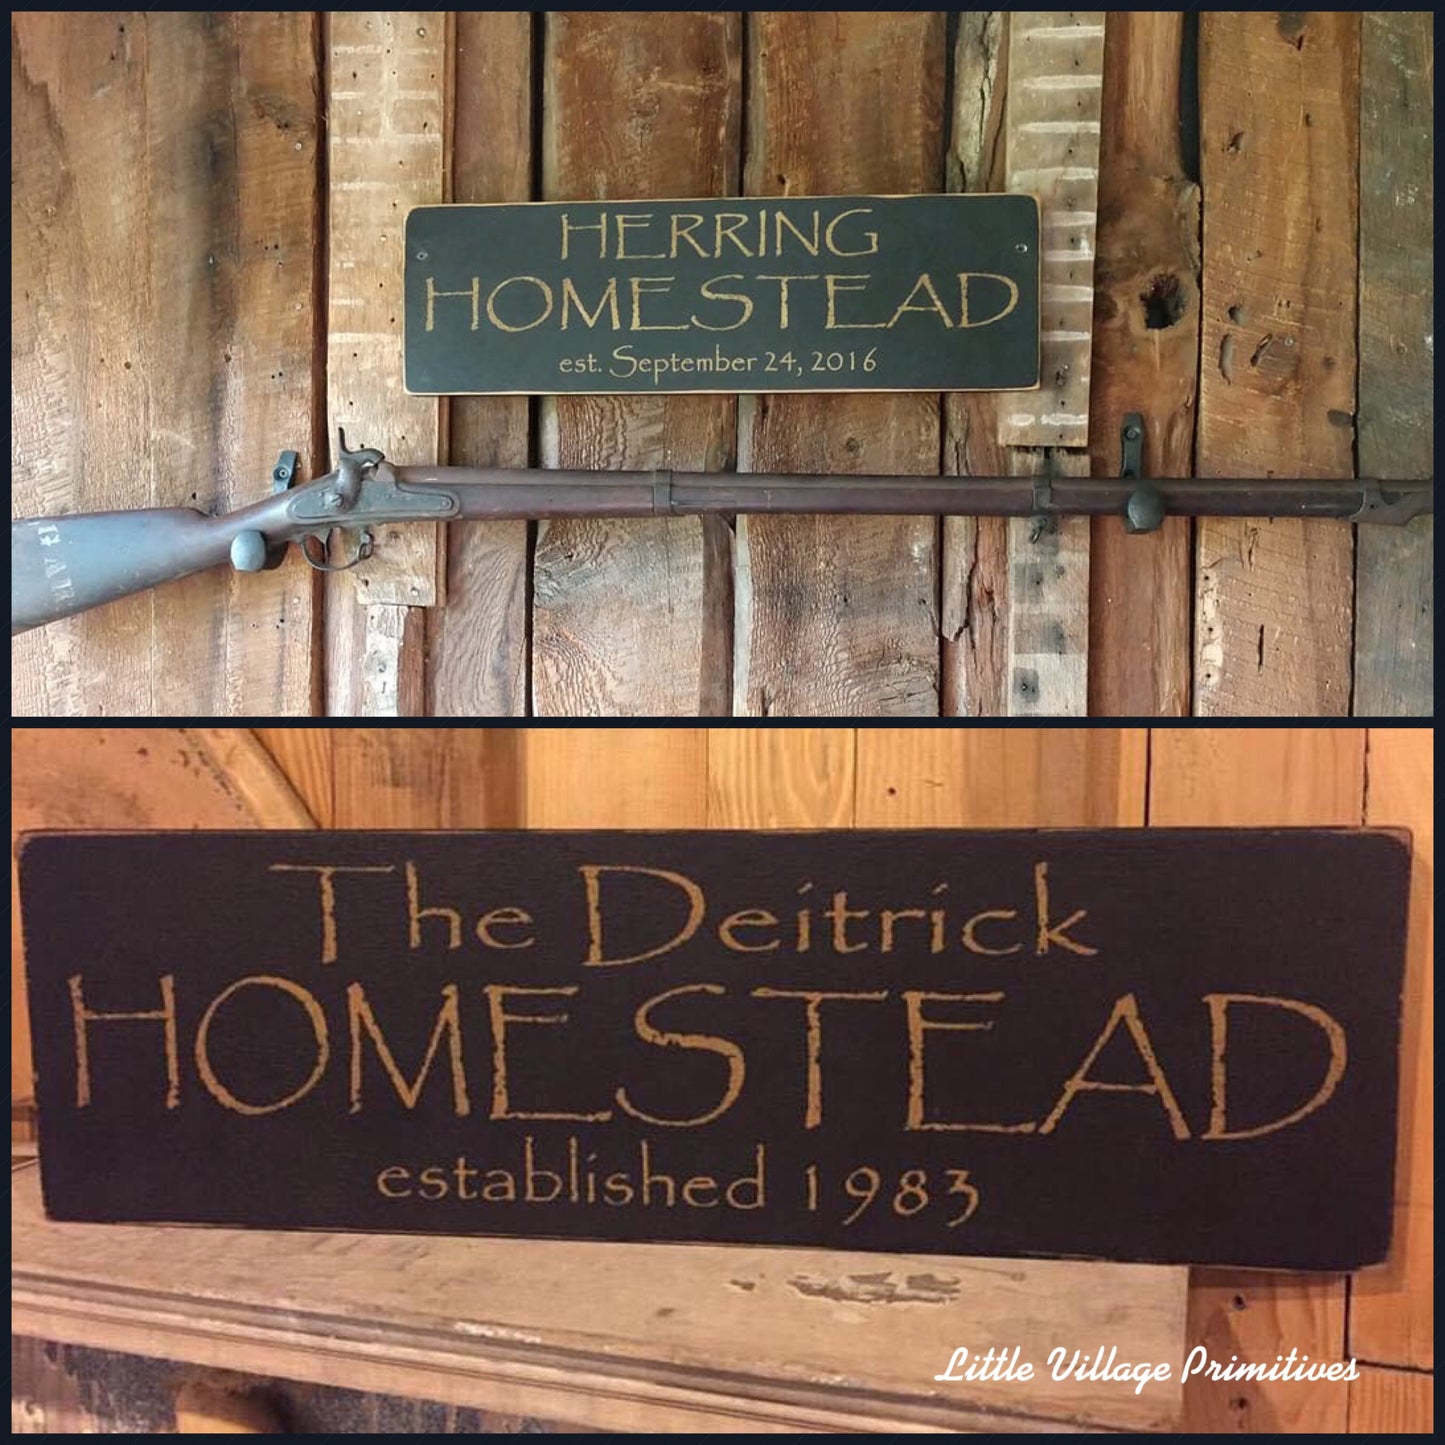 HERRING
HOMESTEAD
est. September 24, 2016
The Deitrick
HOMESTEAD
established 1983
Little Village Primitives